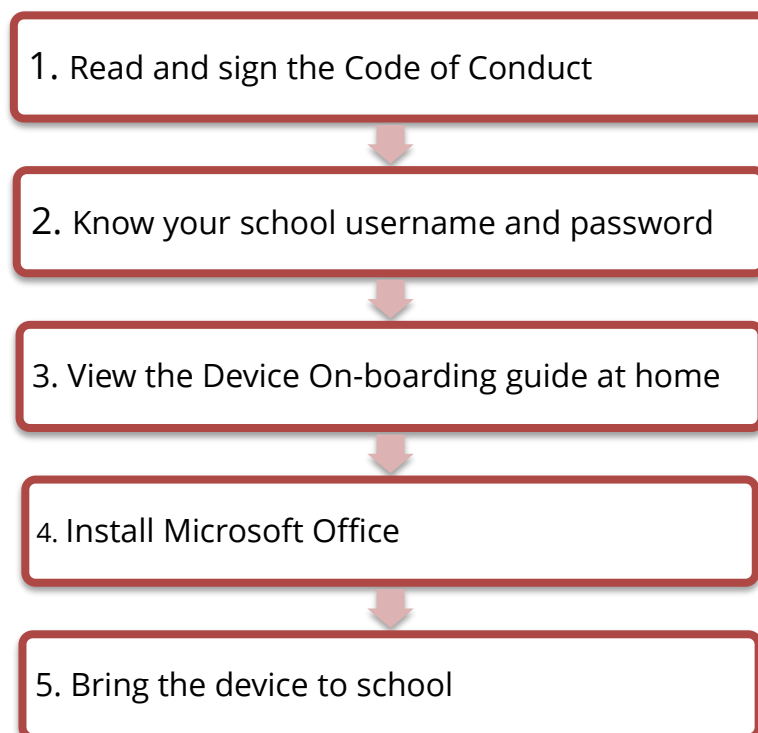 1. Read and sign the Code of Conduct
2. Know your school username and password
3. View the Device On-boarding guide at home
4. Install Microsoft Office
5. Bring the device to school